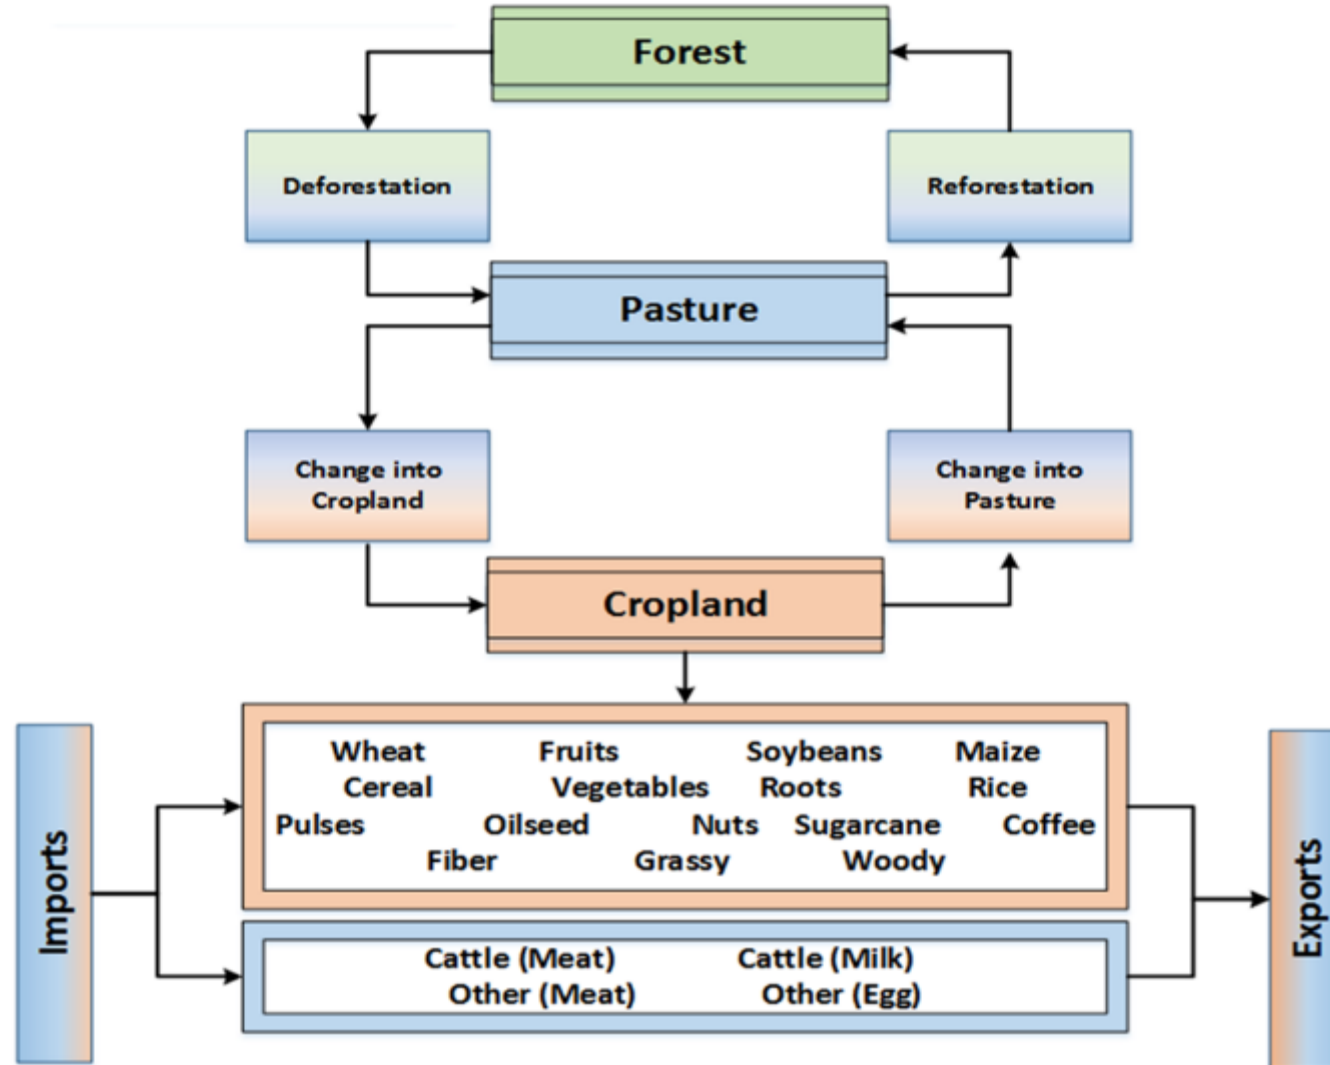 Forest
Deforestation
Reforestation
Pasture
Change into
Cropland
Change into
Pasture
Cropland
Wheat Fruits Soybeans Maize
Cereal Vegetables Roots Rice
Pulses Oilseed Nuts Sugarcane Coffee
Fiber Grassy Woody
Imports
Exports
Cattle (Meat) Cattle (Milk)
Other (Meat) Other (Egg)